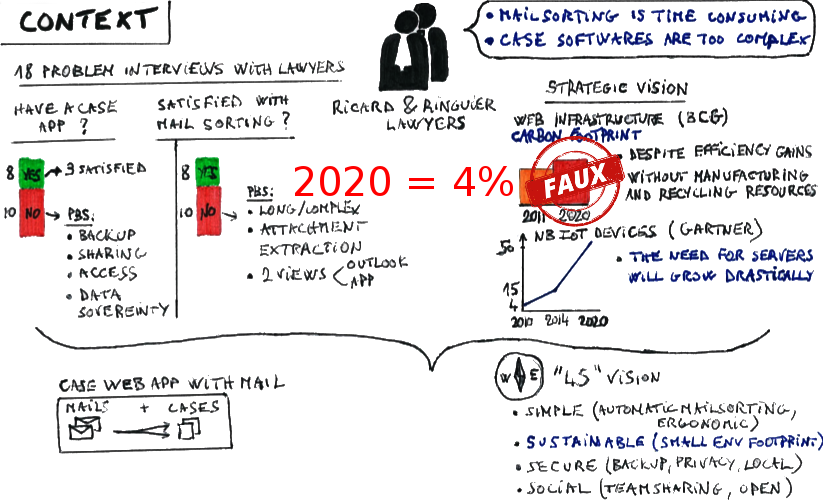 CONTEXT
• MAILSORTING IS TIME CONSUMING
• CASE SOFTWARES ARE TOO COMPLEX
18 PROBLEM INTERVIEWS WITH LAWYERS
HAVE A CASE
APP ?
8 YES → 3 SATISFIED
10 NO → PBS:
• BACKUP
• SHARING
• ACCESS
• DATA
SOVEREINTY
SATISFIED WITH
MAIL SORTING ?
8 YES
10 NO → PBS:
• LONG/COMPLEX
• ATTACHMENT
EXTRACTION
• 2 VIEWS < OUTLOOK
APP
RICARD & RINGUIER
LAWYERS
STRATEGIC VISION
WEB INFRASTRUCTURE (BCG)
CARBON FOOTPRINT
2020 = 4%
FAUX
2011 2020
• DESPITE EFFICIENCY GAINS
• WITHOUT MANUFACTURING
AND RECYCLING RESOURCES
NB IOT DEVICES (GARTNER)
50
15
4
2010 2014 2020
• THE NEED FOR SERVERS
WILL GROW DRASTICALLY
CASE WEB APP WITH MAIL
MAILS + CASES
W E "4S" VISION
• SIMPLE (AUTOMATIC MAILSORTING,
ERGONOMIC)
• SUSTAINABLE (SMALL ENV FOOTPRINT)
• SECURE (BACKUP, PRIVACY, LOCAL)
• SOCIAL (TEAMSHARING, OPEN)